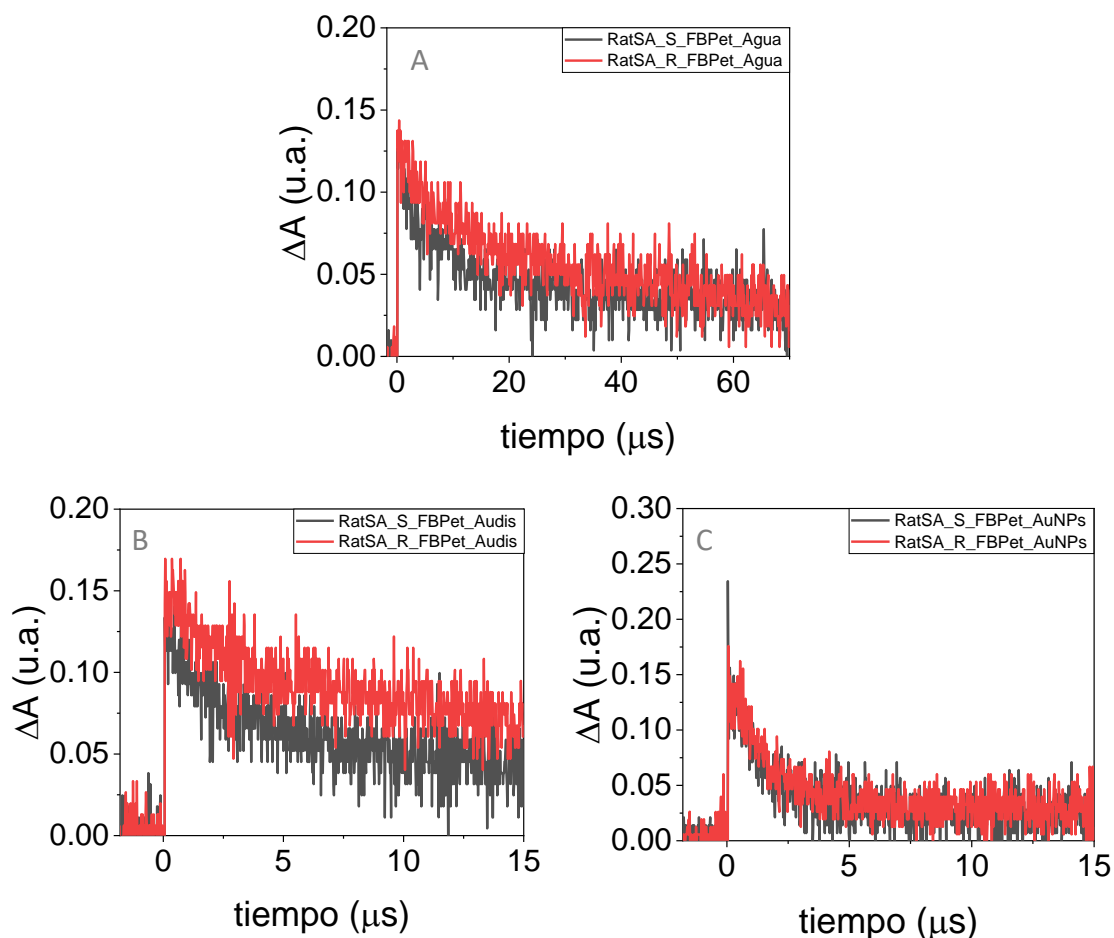 0.20
RatSA_S_FBPet_Agua
RatSA_R_FBPet_Agua
A
0.15
0.10
0.05
0.00
ΔA (u.a.)
0 20 40 60
tiempo (μs)
0.20
RatSA_S_FBPet_Audis
RatSA_R_FBPet_Audis
B
0.15
0.10
0.05
0.00
ΔA (u.a.)
0 5 10 15
tiempo (μs)
0.30
RatSA_S_FBPet_AuNPs
RatSA_R_FBPet_AuNPs
C
0.25
0.20
0.15
0.10
0.05
0.00
ΔA (u.a.)
0 5 10 15
tiempo (μs)